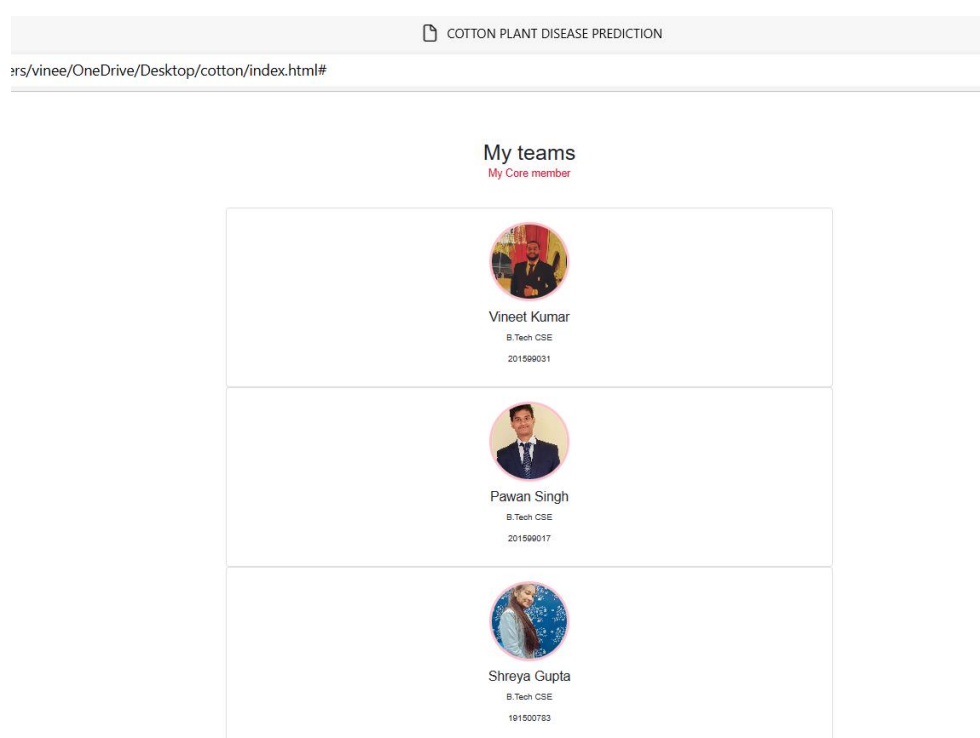 COTTON PLANT DISEASE PREDICTION
ers/vinee/OneDrive/Desktop/cotton/index.html#
My teams
My Core member
Vineet Kumar
B.Tech CSE
201599031
Pawan Singh
B.Tech CSE
201599017
Shreya Gupta
B.Tech CSE
191500783